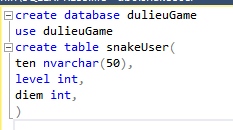 create database dulieuGame
use dulieuGame
create table snakeUser(
ten nvarchar(50),
level int,
diem int,
)